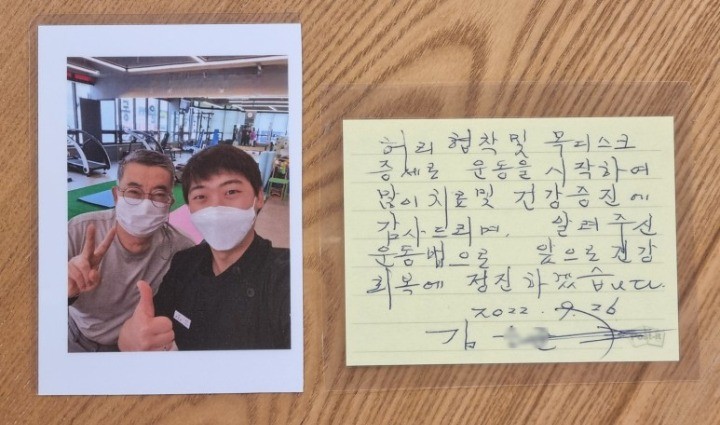 허리 협착 및 목디스크
증세로 운동을 시작하여
많이 치료및 건강증진에
감사드리며, 알려주신
운동법으로 앞으로 건강
회복에 정진하겠습니다.
2022. 9. 26
김